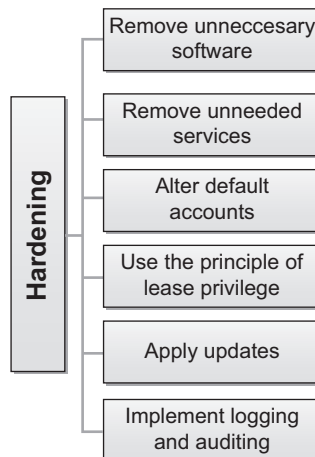 Hardening
Remove unneccesary
software
Remove unneeded
services
Alter default
accounts
Use the principle of
lease privilege
Apply updates
Implement logging
and auditing